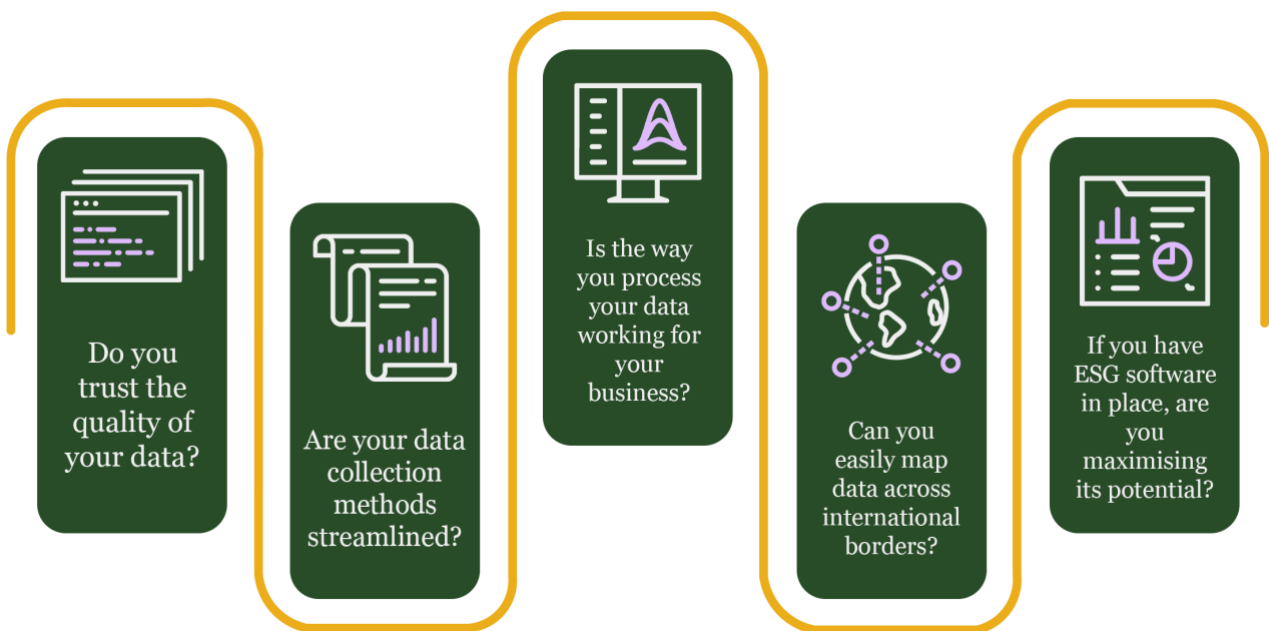 Do you
trust the
quality of
your data?
Are your data
collection
methods
streamlined?
Is the way
you process
your data
working for
your
business?
Can you
easily map
data across
international
borders?
If you have
ESG software
in place, are
you
maximising
its potential?